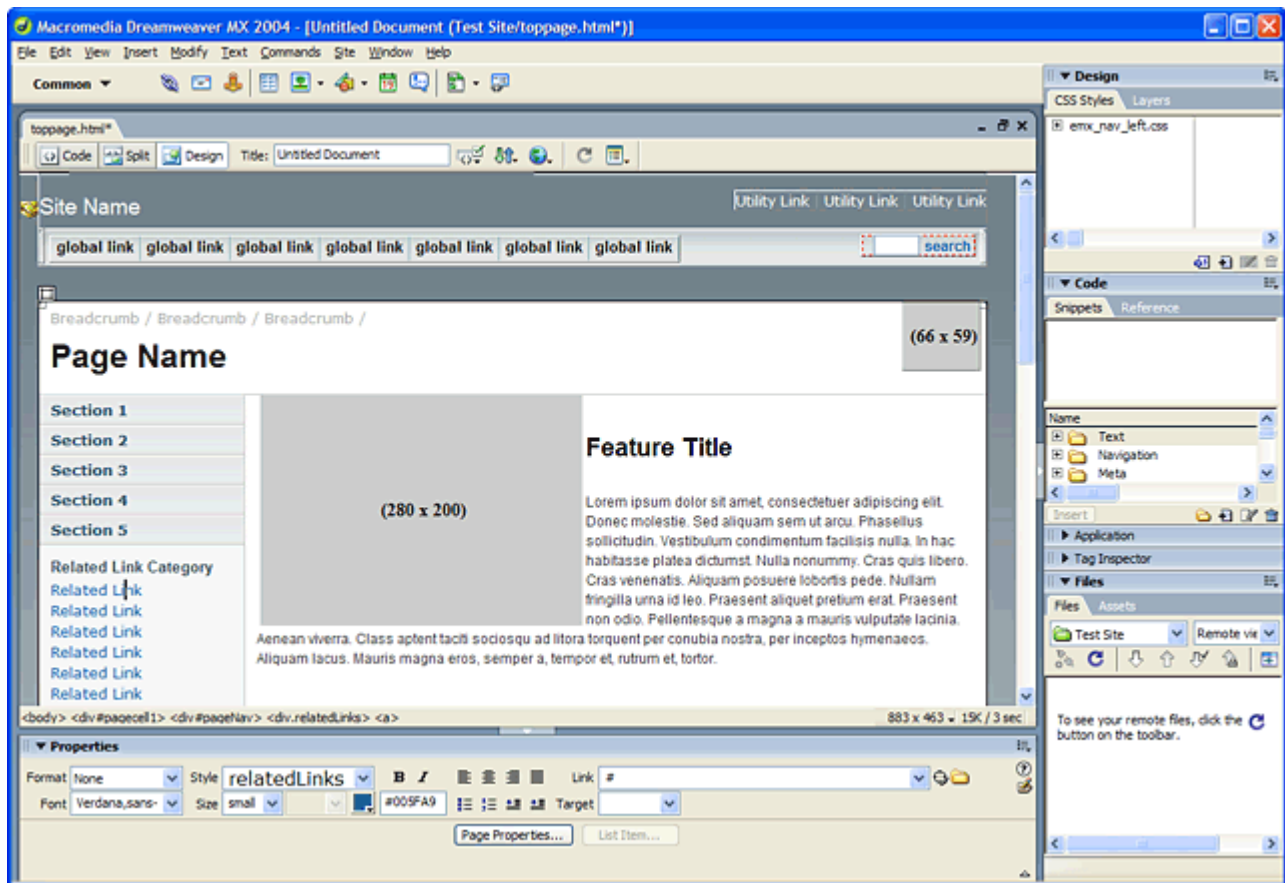 Macromedia Dreamweaver MX 2004 - [Untitled Document (Test Site/toppage.html*)]
File Edit View Insert Modify Text Commands Site Window Help
Common
toppage.html*
Code Split Design Title: Untitled Document
Site Name
Utility Link | Utility Link | Utility Link
global link global link global link global link global link global link global link
search
Breadcrumb / Breadcrumb / Breadcrumb /
Page Name
(66 x 59)
Section 1
Section 2
Section 3
Section 4
Section 5
Related Link Category
Related Link
Related Link
Related Link
Related Link
Related Link
Related Link
(280 x 200)
Feature Title
Lorem ipsum dolor sit amet, consectetuer adipiscing elit.
Donec molestie. Sed aliquam sem ut arcu. Phasellus
sollicitudin. Vestibulum condimentum facilisis nulla. In hac
habitasse platea dictumst. Nulla nonummy. Cras quis libero.
Cras venenatis. Aliquam posuere lobortis pede. Nullam
fringilla urna id leo. Praesent aliquet pretium erat. Praesent
non odio. Pellentesque a magna a mauris vulputate lacinia.
Aenean viverra. Class aptent taciti sociosqu ad litora torquent per conubia nostra, per inceptos hymenaeos.
Aliquam lacus. Mauris magna eros, semper a, tempor et, rutrum et, tortor.
<body> <div#pagecell1> <div#pageNav> <div.relatedLinks> <a>
883 x 463 15K / 3 sec
Properties
Format None Style relatedLinks B I Link #
Font Verdana,sans- Size small #005FA9 Target
Page Properties... List Item...
Design
CSS Styles Layers
emx_nav_left.css
Code
Snippets Reference
Name
Text
Navigation
Meta
Insert
Application
Tag Inspector
Files
Files Assets
Test Site Remote vie
To see your remote files, click the
button on the toolbar.